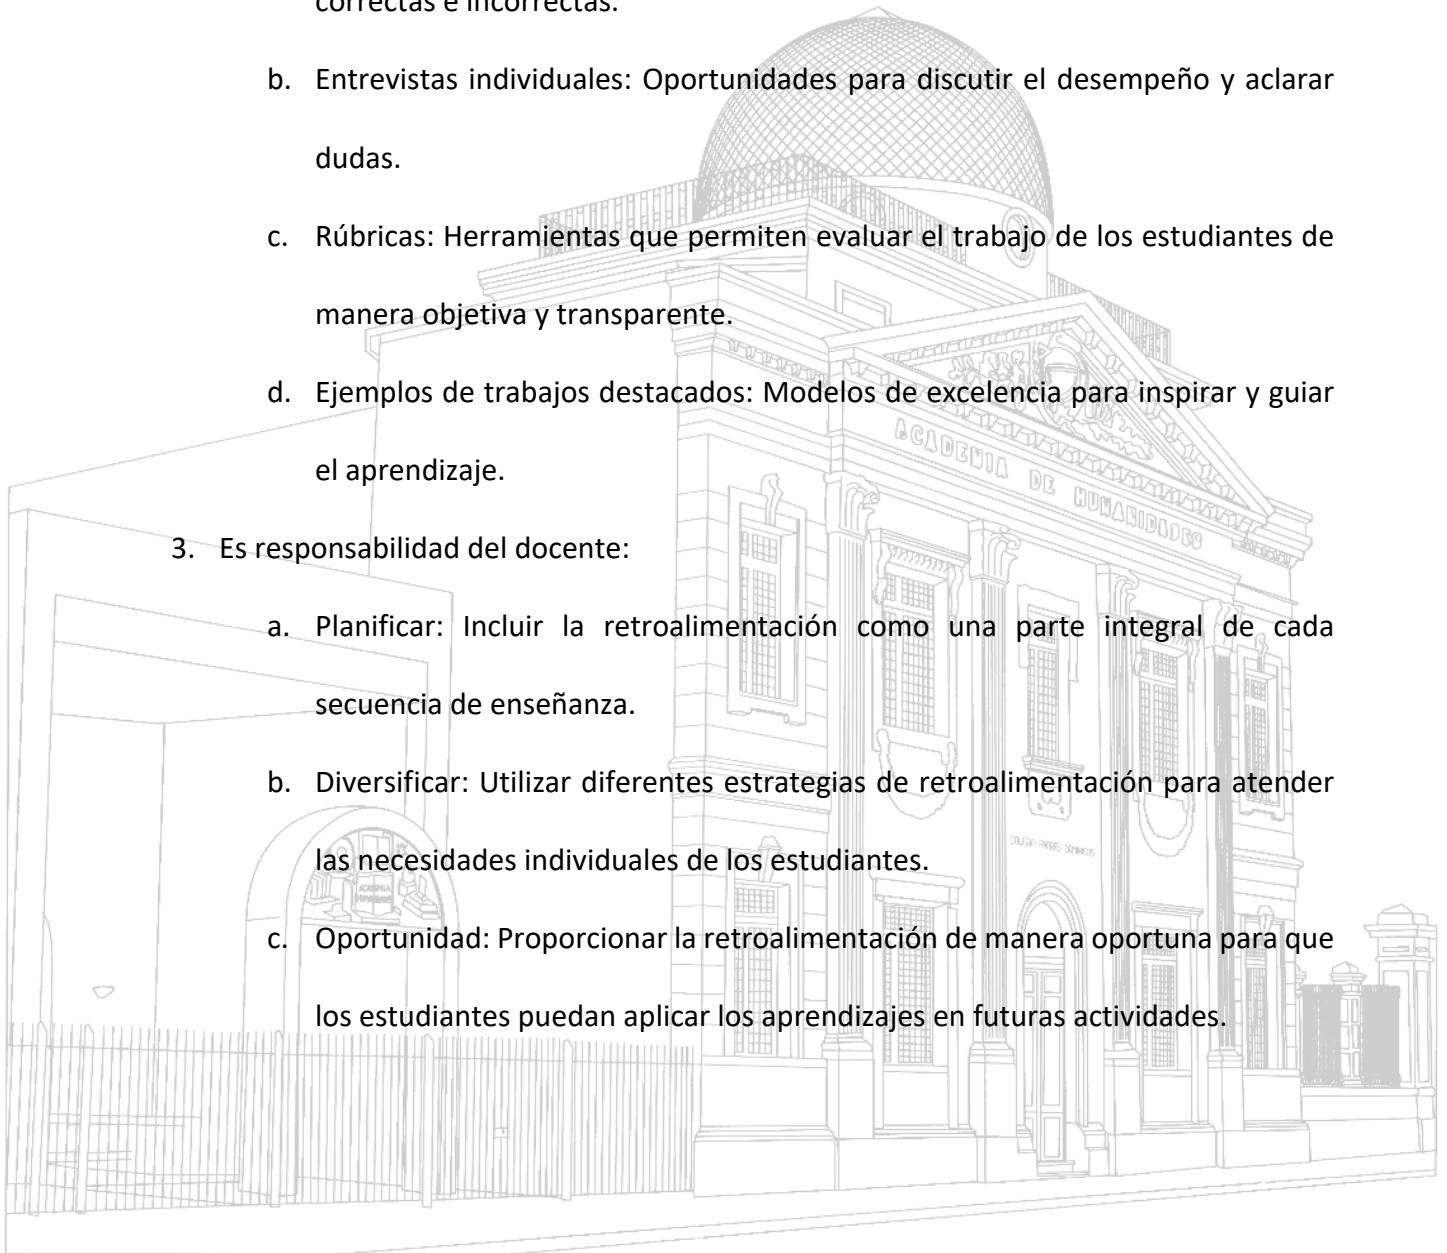 correctas e incorrectas.
b. Entrevistas individuales: Oportunidades para discutir el desempeño y aclarar
dudas.
c. Rúbricas: Herramientas que permiten evaluar el trabajo de los estudiantes de
manera objetiva y transparente.
d. Ejemplos de trabajos destacados: Modelos de excelencia para inspirar y guiar
el aprendizaje.
ACADEMIA DE HUMANIDADES
3. Es responsabilidad del docente:
a. Planificar: Incluir la retroalimentación como una parte integral de cada
secuencia de enseñanza.
b. Diversificar: Utilizar diferentes estrategias de retroalimentación para atender
COLEGIO PADRES DOMINICOS
las necesidades individuales de los estudiantes.
ACADEMIA
c. Oportunidad: Proporcionar la retroalimentación de manera oportuna para que
los estudiantes puedan aplicar los aprendizajes en futuras actividades.